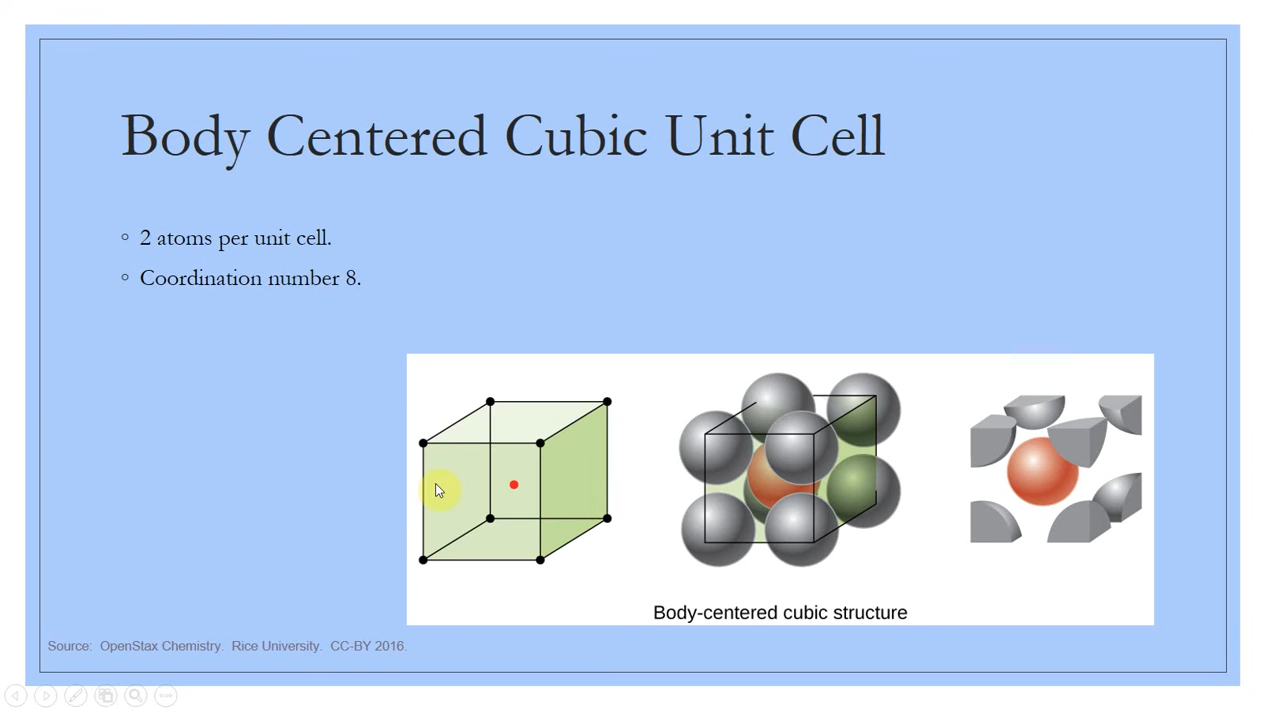 Body Centered Cubic Unit Cell
2 atoms per unit cell.
Coordination number 8.
Body-centered cubic structure
Source:  OpenStax Chemistry.  Rice University.  CC-BY 2016.